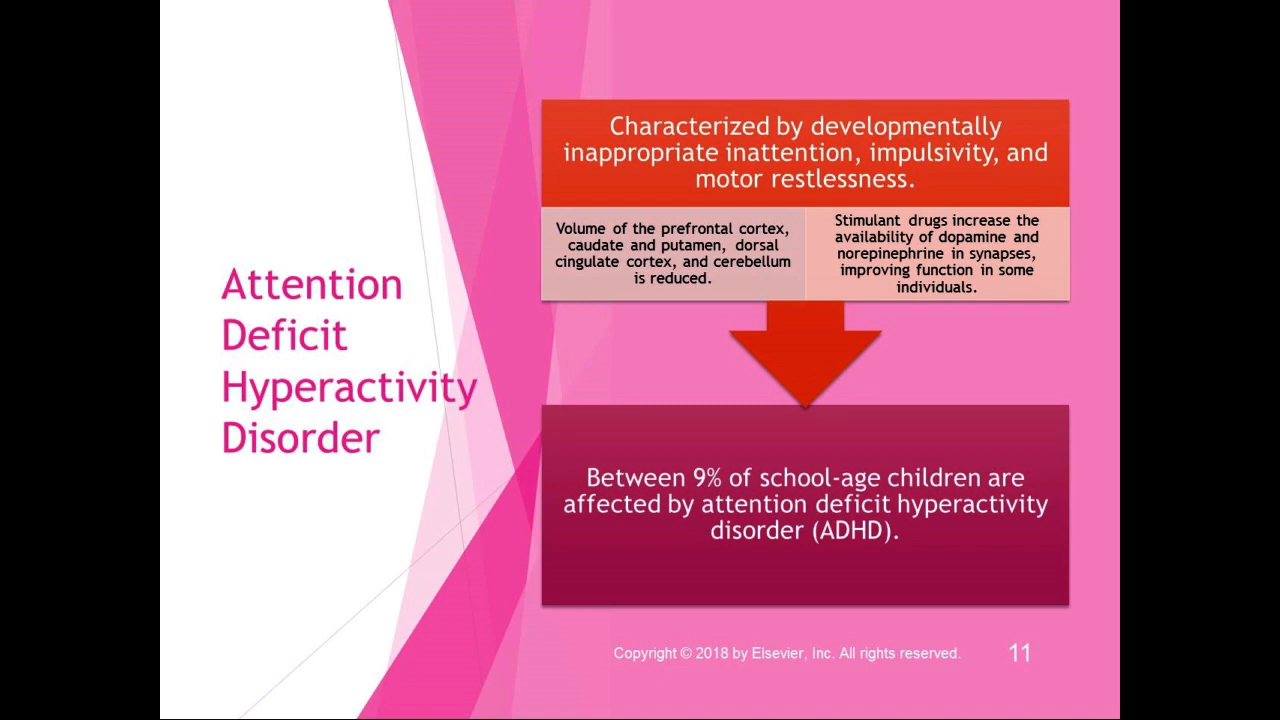 Attention
Deficit
Hyperactivity
Disorder
Characterized by developmentally
inappropriate inattention, impulsivity, and
motor restlessness.
Volume of the prefrontal cortex,
caudate and putamen, dorsal
cingulate cortex, and cerebellum
is reduced.
Stimulant drugs increase the
availability of dopamine and
norepinephrine in synapses,
improving function in some
individuals.
Between 9% of school-age children are
affected by attention deficit hyperactivity
disorder (ADHD).
Copyright © 2018 by Elsevier, Inc. All rights reserved.
11